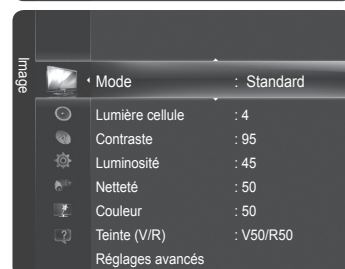 Image
Mode : Standard
Lumière cellule : 4
Contraste : 95
Luminosité : 45
Netteté : 50
Couleur : 50
Teinte (V/R) : V50/R50
Réglages avancés